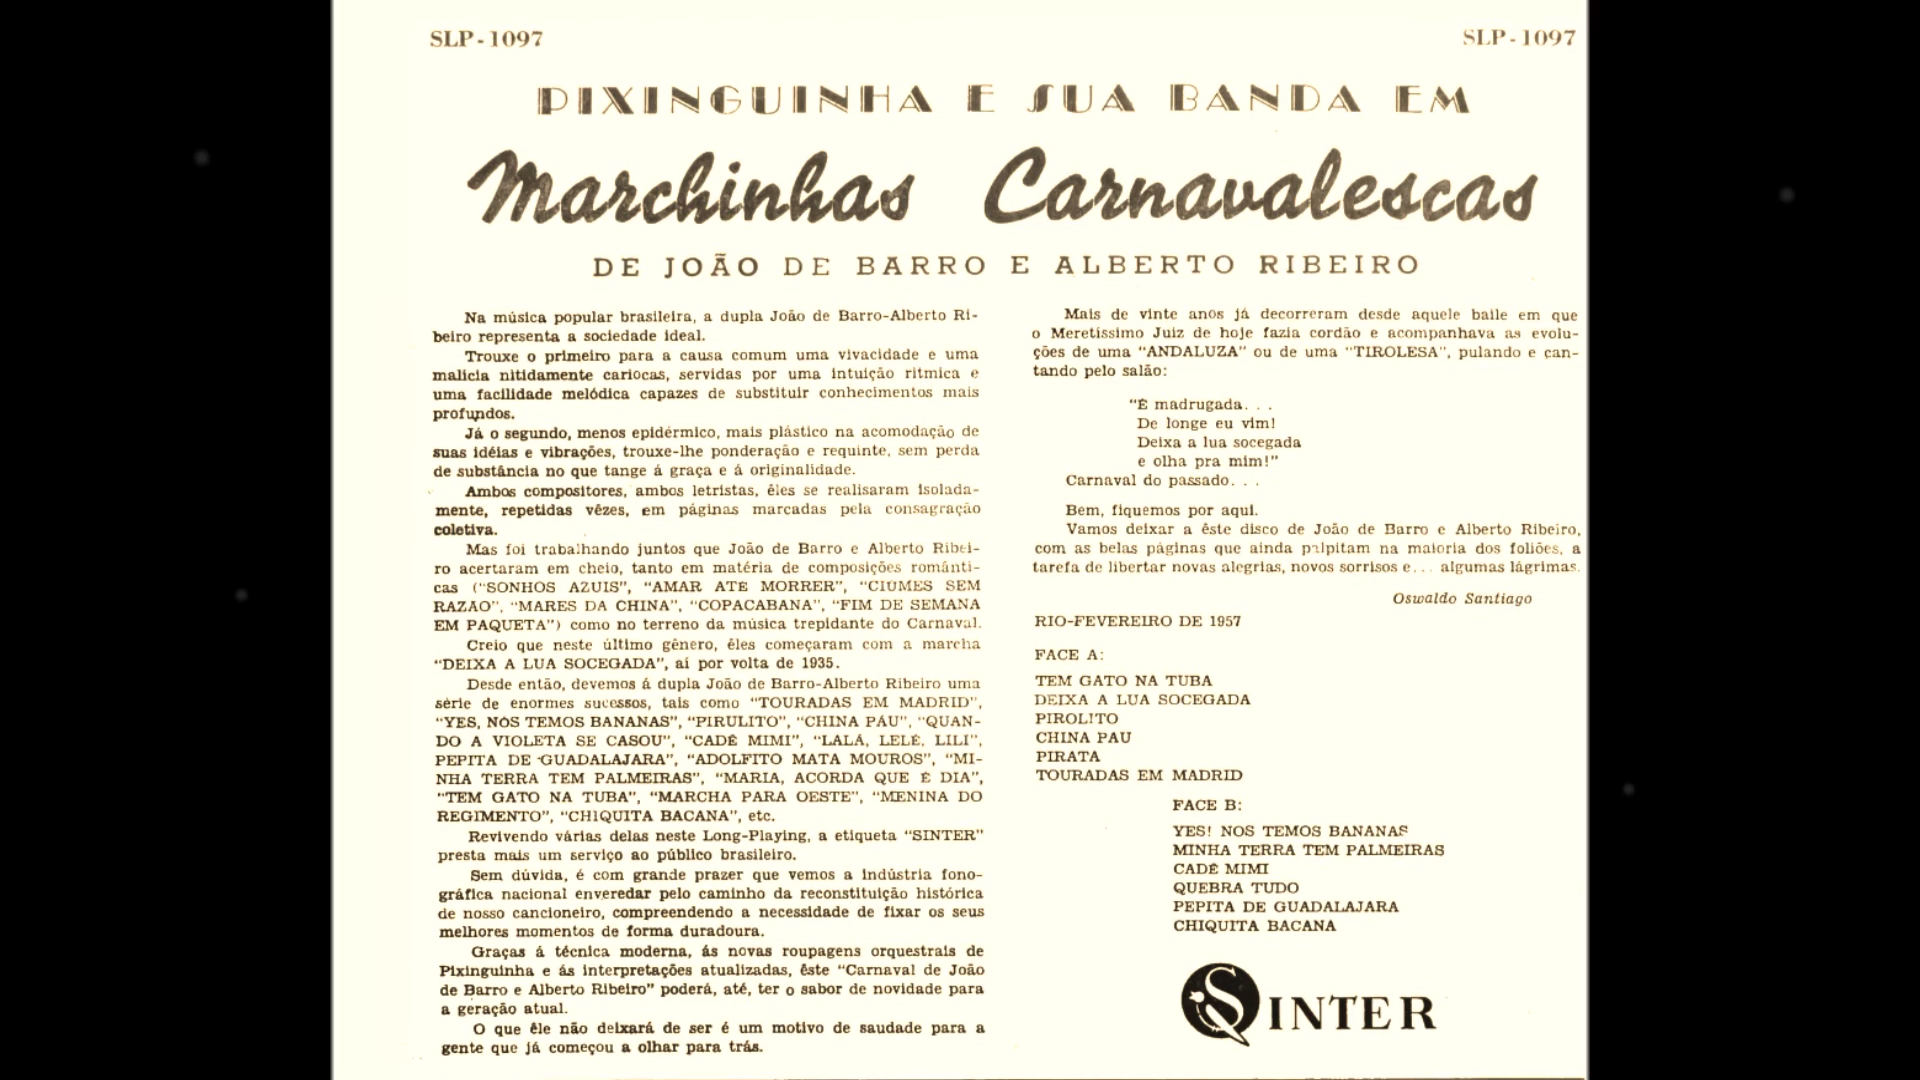 SLP-1097
SLP-1097
PIXINGUINHA E SUA BANDA EM
Marchinhas Carnavalescas
DE JOÃO DE BARRO E ALBERTO RIBEIRO
Na música popular brasileira, a dupla João de Barro-Alberto Ri-
beiro representa a sociedade ideal.
Trouxe o primeiro para a causa comum uma vivacidade e uma
malícia nitidamente cariocas, servidas por uma intuição rítmica e
uma facilidade melódica capazes de substituir conhecimentos mais
profundos.
Já o segundo, menos epidérmico, mais plástico na acomodação de
suas idéias e vibrações, trouxe-lhe ponderação e requinte, sem perda
de substância no que tange á graça e á originalidade.
Ambos compositores, ambos letristas, êles se realisaram isolada-
mente, repetidas vêzes, em páginas marcadas pela consagração
coletiva.
Mas foi trabalhando juntos que João de Barro e Alberto Ribei-
ro acertaram em cheio, tanto em matéria de composições românti-
cas ("SONHOS AZUIS", "AMAR ATÉ MORRER", "CIÚMES SEM
RAZÃO", "MARES DA CHINA", "COPACABANA", "FIM DE SEMANA
EM PAQUETÁ") como no terreno da música trepidante do Carnaval.
Creio que neste último gênero, êles começaram com a marcha
"DEIXA A LUA SOCEGADA", aí por volta de 1935.
Desde então, devemos á dupla João de Barro-Alberto Ribeiro uma
série de enormes sucessos, tais como "TOURADAS EM MADRID",
"YES, NÓS TEMOS BANANAS", "PIRULITO", "CHINA PAU", "QUAN-
DO A VIOLETA SE CASOU", "CADÊ MIMI", "LALÁ, LELÉ, LILI",
PEPITA DE GUADALAJARA", "ADOLFITO MATA MOUROS", "MI-
NHA TERRA TEM PALMEIRAS", "MARIA, ACORDA QUE É DIA",
"TEM GATO NA TUBA", "MARCHA PARA OESTE", "MENINA DO
REGIMENTO", "CHIQUITA BACANA", etc.
Revivendo várias delas neste Long-Playing, a etiqueta "SINTER"
presta mais um serviço ao público brasileiro.
Sem dúvida, é com grande prazer que vemos a indústria fono-
gráfica nacional enveredar pelo caminho da reconstituição histórica
de nosso cancioneiro, compreendendo a necessidade de fixar os seus
melhores momentos de forma duradoura.
Graças á técnica moderna, ás novas roupagens orquestrais de
Pixinguinha e ás interpretações atualizadas, êste "Carnaval de João
de Barro e Alberto Ribeiro" poderá, até, ter o sabor de novidade para
a geração atual.
O que êle não deixará de ser é um motivo de saudade para a
gente que já começou a olhar para trás.
Mais de vinte anos já decorreram desde aquele baile em que
o Meretíssimo Juiz de hoje fazia cordão e acompanhava as evolu-
ções de uma "ANDALUZA" ou de uma "TIROLESA", pulando e can-
tando pelo salão:
"É madrugada. . .
De longe eu vim!
Deixa a lua socegada
e olha pra mim!"
Carnaval do passado. . .
Bem, fiquemos por aqui.
Vamos deixar a êste disco de João de Barro e Alberto Ribeiro,
com as belas páginas que ainda palpitam na maioria dos foliões, a
tarefa de libertar novas alegrias, novos sorrisos e... algumas lágrimas.
Oswaldo Santiago
RIO-FEVEREIRO DE 1957
FACE A:
TEM GATO NA TUBA
DEIXA A LUA SOCEGADA
PIROLITO
CHINA PAU
PIRATA
TOURADAS EM MADRID
FACE B:
YES! NOS TEMOS BANANAS
MINHA TERRA TEM PALMEIRAS
CADÊ MIMI
QUEBRA TUDO
PEPITA DE GUADALAJARA
CHIQUITA BACANA
SINTER